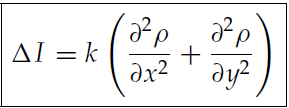 ΔI = k ( ∂²ρ/∂x² + ∂²ρ/∂y² )